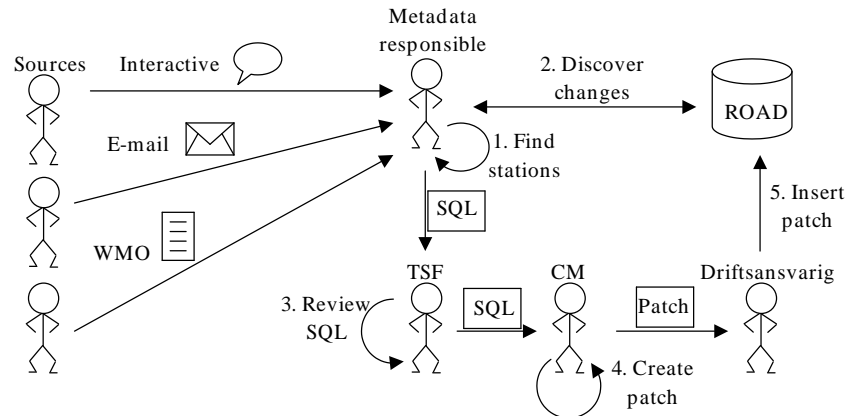 Metadata
responsible
Sources
Interactive
2. Discover
changes
ROAD
E-mail
1. Find
stations
SQL
5. Insert
patch
WMO
TSF
CM
Driftsansvarig
3. Review
SQL
SQL
Patch
4. Create
patch